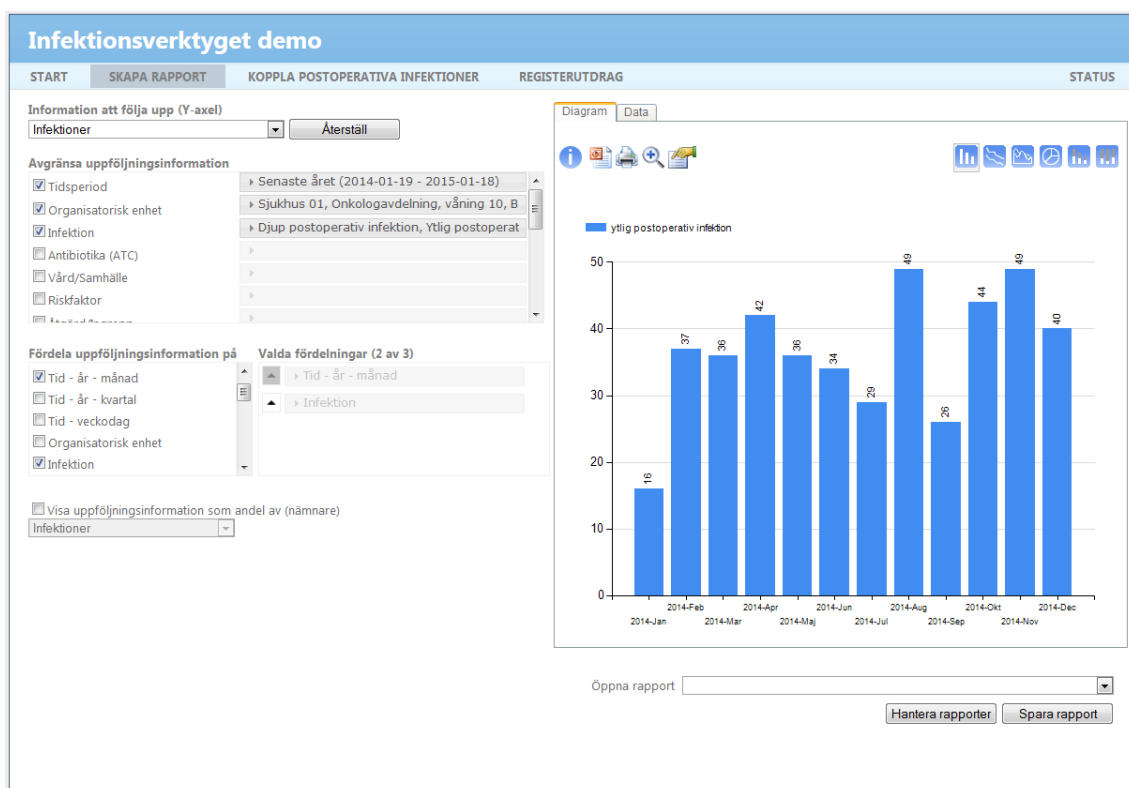 Infektionsverktyget demo
START SKAPA RAPPORT KOPPLA POSTOPERATIVA INFEKTIONER REGISTERUTDRAG STATUS
Information att följa upp (Y-axel)
Infektioner Återställ
Avgränsa uppföljningsinformation
Tidsperiod Senaste året (2014-01-19 - 2015-01-18)
Organisatorisk enhet Sjukhus 01, Onkologavdelning, våning 10, B
Infektion Djup postoperativ infektion, Ytlig postoperat
Antibiotika (ATC)
Vård/Samhälle
Riskfaktor
Fördela uppföljningsinformation på Valda fördelningar (2 av 3)
Tid - år - månad Tid - år - månad
Tid - år - kvartal Infektion
Tid - veckodag
Organisatorisk enhet
Infektion
Visa uppföljningsinformation som andel av (nämnare)
Infektioner
Diagram Data
ytlig postoperativ infektion
50
40
30
20
10
0
16 37 36 42 36 34 29 49 26 44 49 40
2014-Feb 2014-Apr 2014-Jun 2014-Aug 2014-Okt 2014-Dec
2014-Jan 2014-Mar 2014-Maj 2014-Jul 2014-Sep 2014-Nov
Öppna rapport
Hantera rapporter Spara rapport